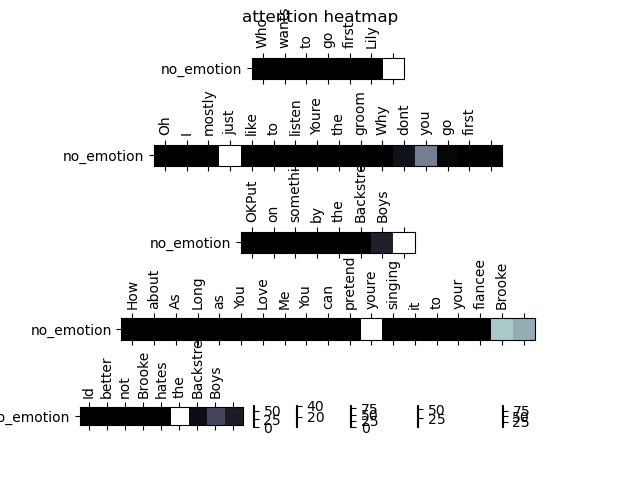 attention heatmap
Who wants to go first Lily
no_emotion
Oh I mostly just like to listen Youre the groom Why dont you go first
no_emotion
OKPut on somethi by the Backstre Boys
no_emotion
How about As Long as You Love Me You can pretend youre singing it to your fiancee Brooke
no_emotion
Id better not Brooke hates the Backstre Boys
o_emotion
50 25 0
40 20
75 50 25 0
50 25
75 50 25